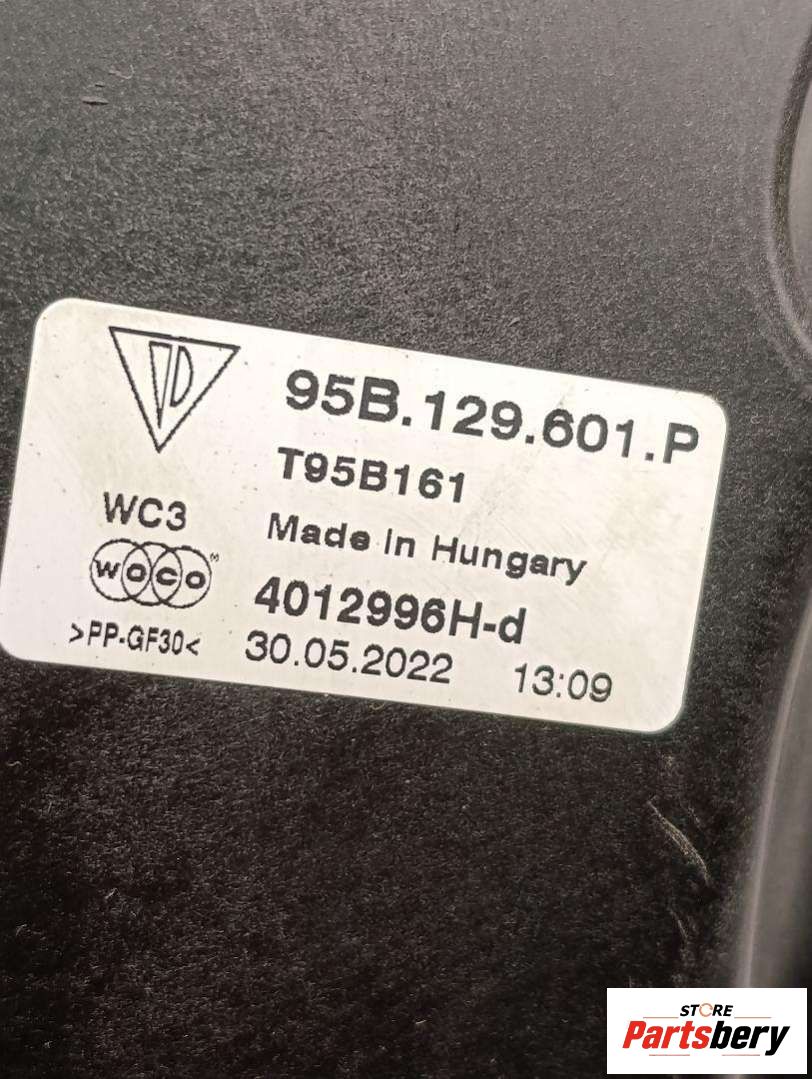 95B.129.601.P
T95B161
WC3
Made in Hungary
woco
4012996H-d
>PP-GF30<
30.05.2022 13:09
STORE
Partsbery